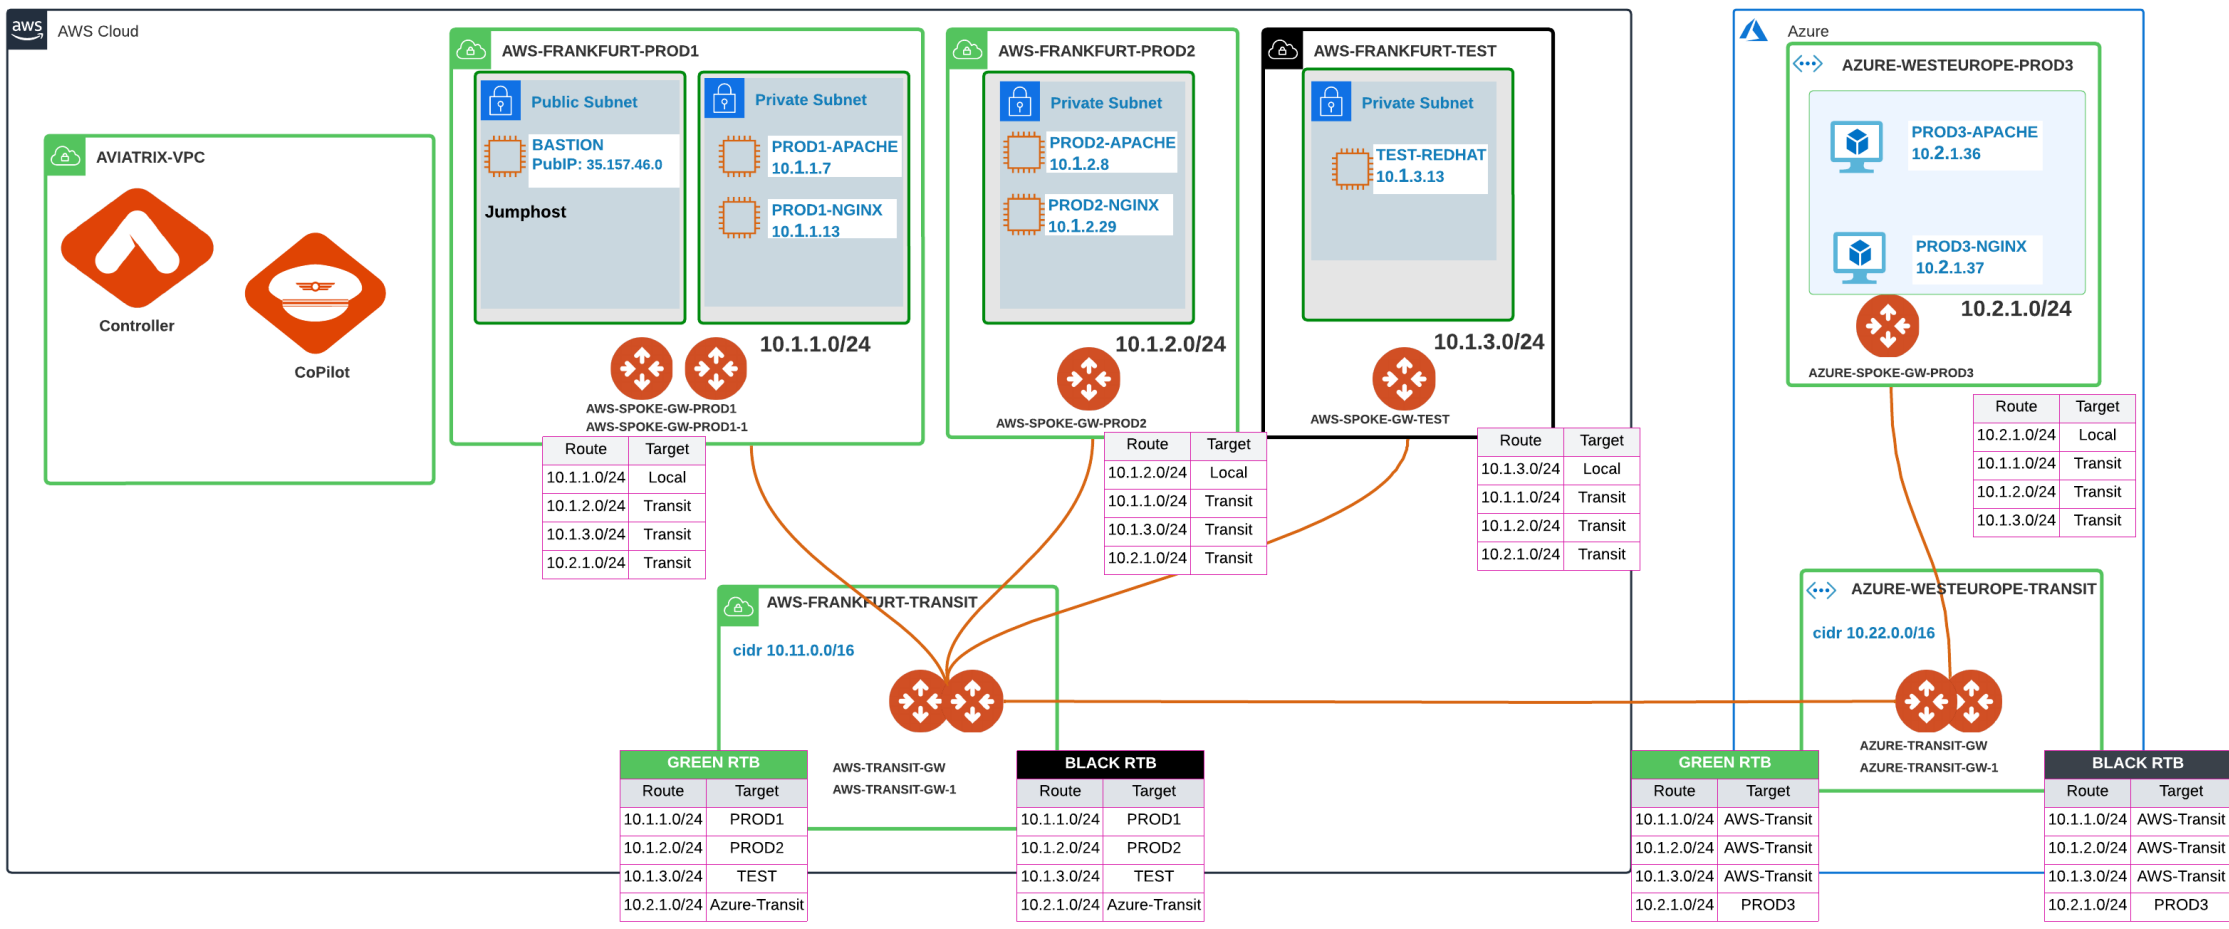 aws
AWS Cloud
AVIATRIX-VPC
Controller
CoPilot
AWS-FRANKFURT-PROD1
Public Subnet
BASTION
PubIP: 35.157.46.0
Jumphost
Private Subnet
PROD1-APACHE
10.1.1.7
PROD1-NGINX
10.1.1.13
10.1.1.0/24
AWS-SPOKE-GW-PROD1
AWS-SPOKE-GW-PROD1-1
Route Target
10.1.1.0/24 Local
10.1.2.0/24 Transit
10.1.3.0/24 Transit
10.2.1.0/24 Transit
AWS-FRANKFURT-PROD2
Private Subnet
PROD2-APACHE
10.1.2.8
PROD2-NGINX
10.1.2.29
10.1.2.0/24
AWS-SPOKE-GW-PROD2
Route Target
10.1.2.0/24 Local
10.1.1.0/24 Transit
10.1.3.0/24 Transit
10.2.1.0/24 Transit
AWS-FRANKFURT-TEST
Private Subnet
TEST-REDHAT
10.1.3.13
10.1.3.0/24
AWS-SPOKE-GW-TEST
Route Target
10.1.3.0/24 Local
10.1.1.0/24 Transit
10.1.2.0/24 Transit
10.2.1.0/24 Transit
Azure
AZURE-WESTEUROPE-PROD3
PROD3-APACHE
10.2.1.36
PROD3-NGINX
10.2.1.37
10.2.1.0/24
AZURE-SPOKE-GW-PROD3
Route Target
10.2.1.0/24 Local
10.1.1.0/24 Transit
10.1.2.0/24 Transit
10.1.3.0/24 Transit
AWS-FRANKFURT-TRANSIT
cidr 10.11.0.0/16
AWS-TRANSIT-GW
AWS-TRANSIT-GW-1
GREEN RTB
Route Target
10.1.1.0/24 PROD1
10.1.2.0/24 PROD2
10.1.3.0/24 TEST
10.2.1.0/24 Azure-Transit
BLACK RTB
Route Target
10.1.1.0/24 PROD1
10.1.2.0/24 PROD2
10.1.3.0/24 TEST
10.2.1.0/24 Azure-Transit
AZURE-WESTEUROPE-TRANSIT
cidr 10.22.0.0/16
AZURE-TRANSIT-GW
AZURE-TRANSIT-GW-1
GREEN RTB
Route Target
10.1.1.0/24 AWS-Transit
10.1.2.0/24 AWS-Transit
10.1.3.0/24 AWS-Transit
10.2.1.0/24 PROD3
BLACK RTB
Route Target
10.1.1.0/24 AWS-Transit
10.1.2.0/24 AWS-Transit
10.1.3.0/24 AWS-Transit
10.2.1.0/24 PROD3